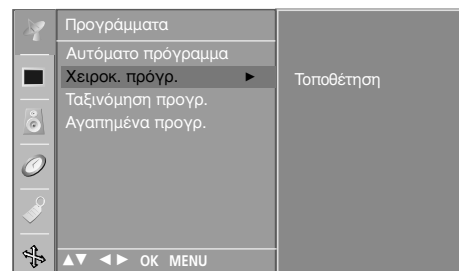 Προγράμματα
Αυτόματο πρόγραμμα
Χειροκ. πρόγρ. ►
Τοποθέτηση
Ταξινόμηση προγρ.
Αγαπημένα προγρ.
▲▼ ◄► OK MENU